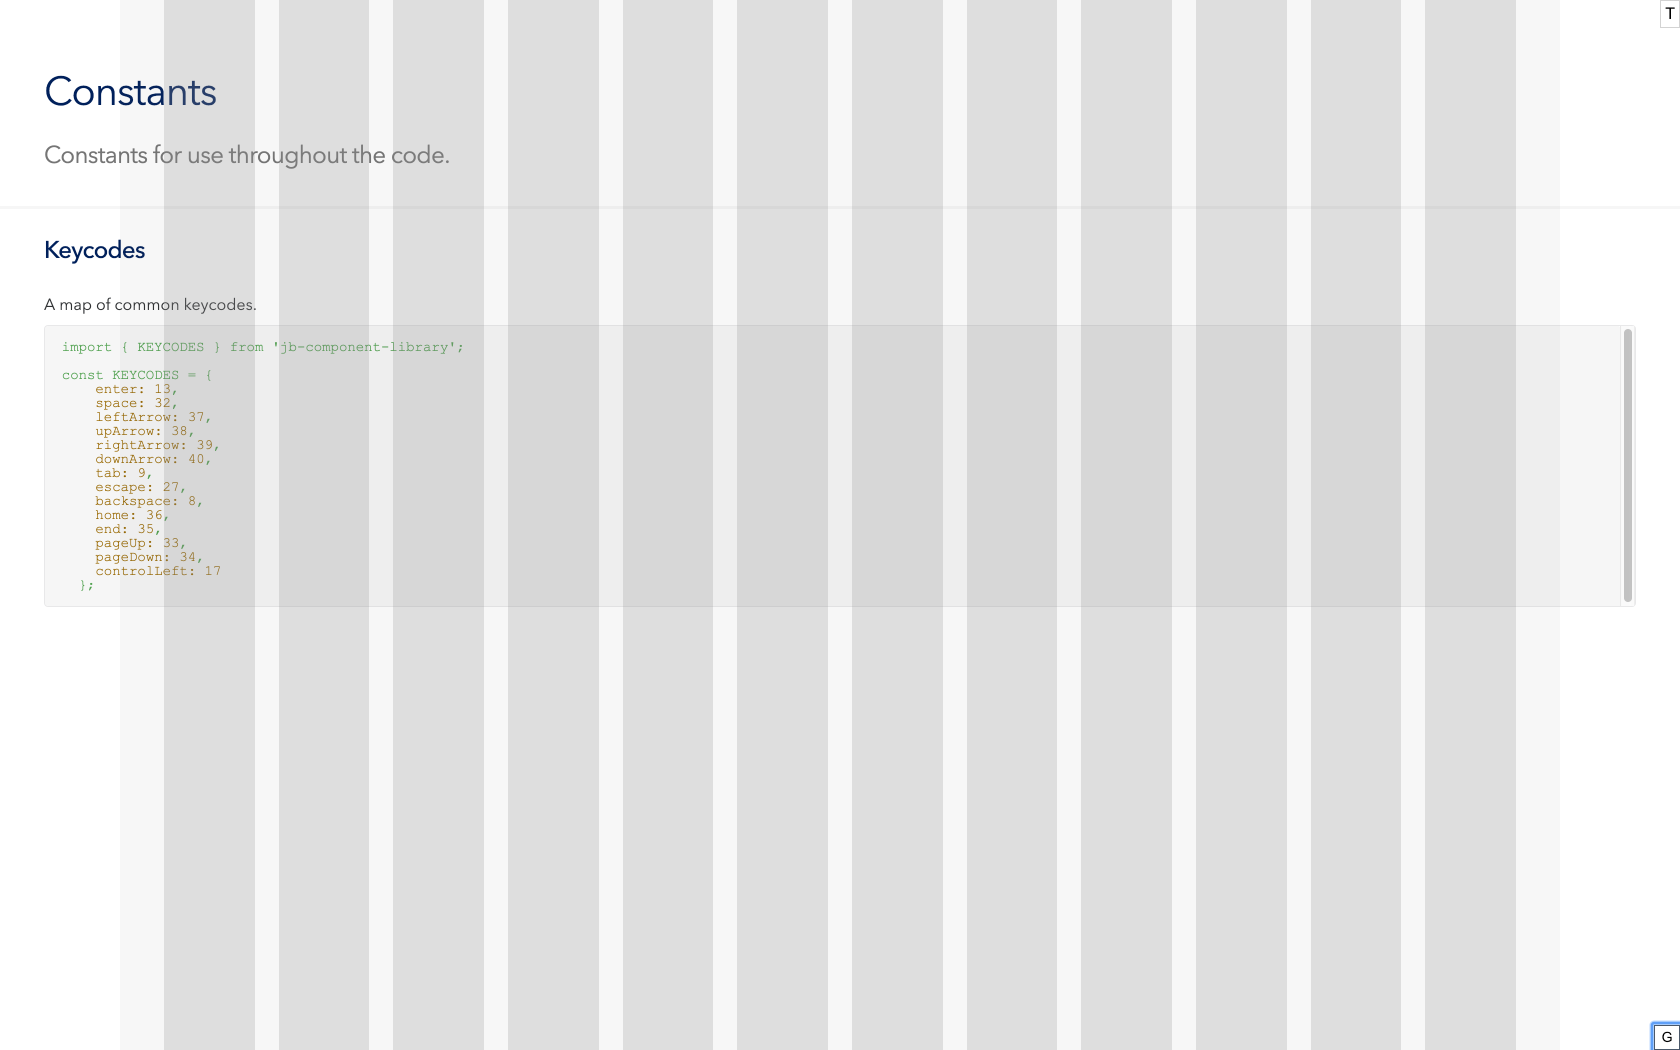 T
Constants
Constants for use throughout the code.
Keycodes
A map of common keycodes.
import { KEYCODES } from 'jb-component-library';
const KEYCODES = {
    enter: 13,
    space: 32,
    leftArrow: 37,
    upArrow: 38,
    rightArrow: 39,
    downArrow: 40,
    tab: 9,
    escape: 27,
    backspace: 8,
    home: 36,
    end: 35,
    pageUp: 33,
    pageDown: 34,
    controlLeft: 17
  };
G